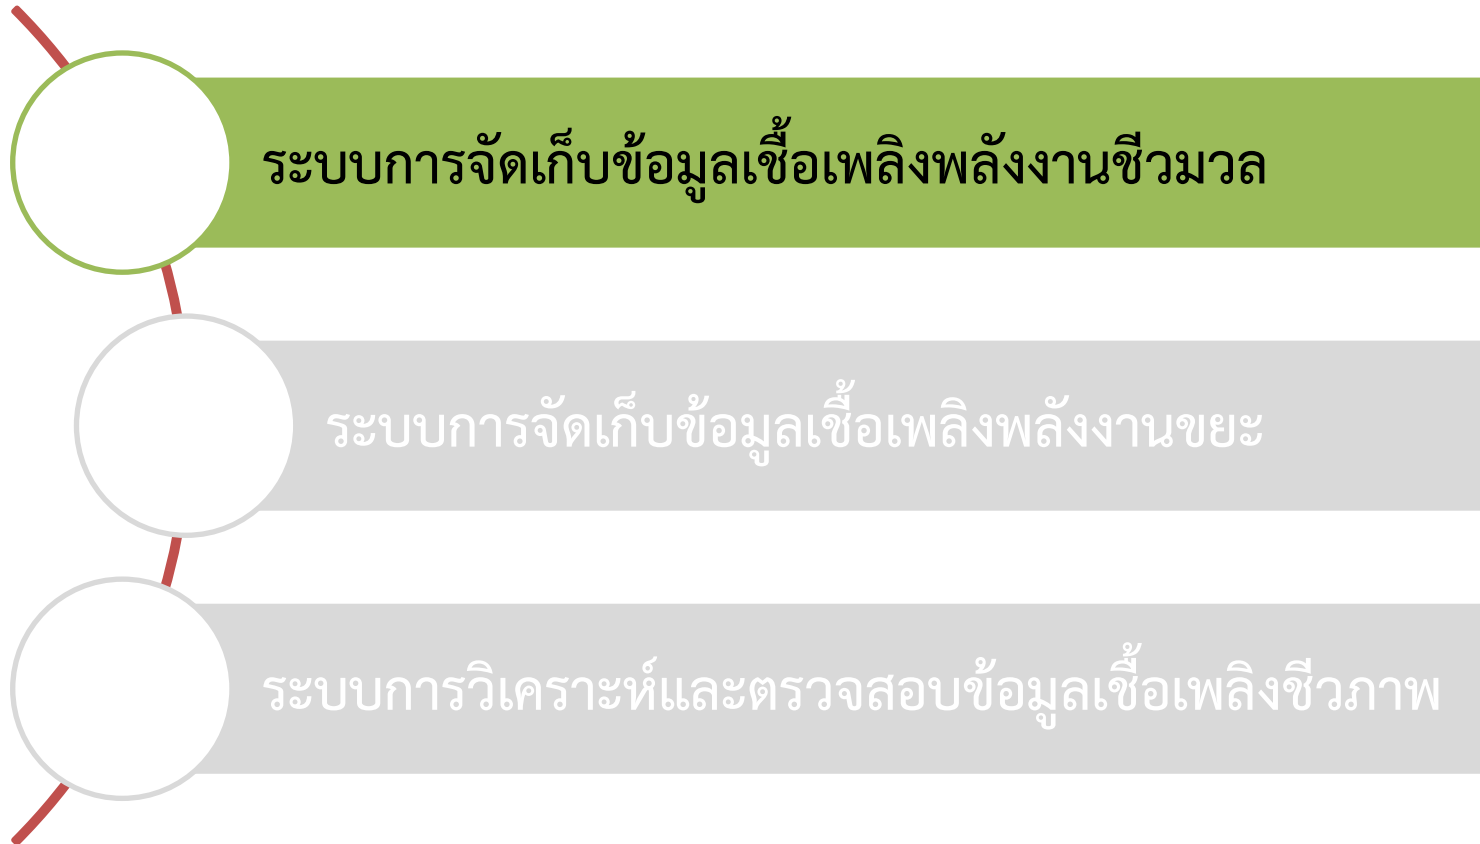 ระบบการจัดเก็บข้อมูลเชื้อเพลิงพลังงานชีวมวล
ระบบการจัดเก็บข้อมูลเชื้อเพลิงพลังงานขยะ
ระบบการวิเคราะห์และตรวจสอบข้อมูลเชื้อเพลิงชีวภาพ